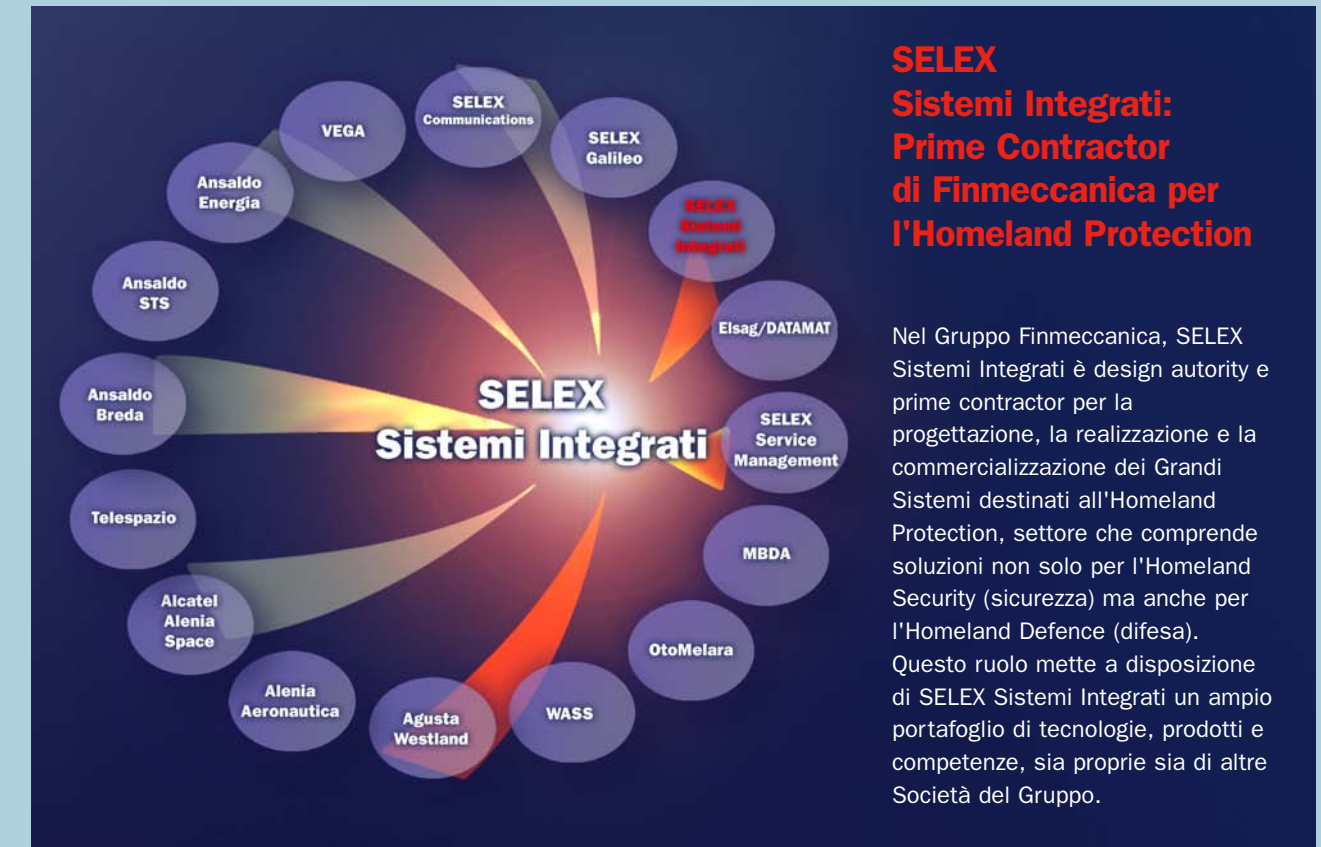 SELEX
Communications
VEGA
SELEX
Galileo
Ansaldo
Energia
SELEX
Sistemi
Integrati
Ansaldo
STS
Elsag/DATAMAT
Ansaldo
Breda
SELEX
Sistemi Integrati
SELEX
Service
Management
Telespazio
MBDA
Alcatel
Alenia
Space
OtoMelara
Alenia
Aeronautica
Agusta
Westland
WASS
SELEX
Sistemi Integrati:
Prime Contractor
di Finmeccanica per
l'Homeland Protection
Nel Gruppo Finmeccanica, SELEX
Sistemi Integrati è design autority e
prime contractor per la
progettazione, la realizzazione e la
commercializzazione dei Grandi
Sistemi destinati all'Homeland
Protection, settore che comprende
soluzioni non solo per l'Homeland
Security (sicurezza) ma anche per
l'Homeland Defence (difesa).
Questo ruolo mette a disposizione
di SELEX Sistemi Integrati un ampio
portafoglio di tecnologie, prodotti e
competenze, sia proprie sia di altre
Società del Gruppo.